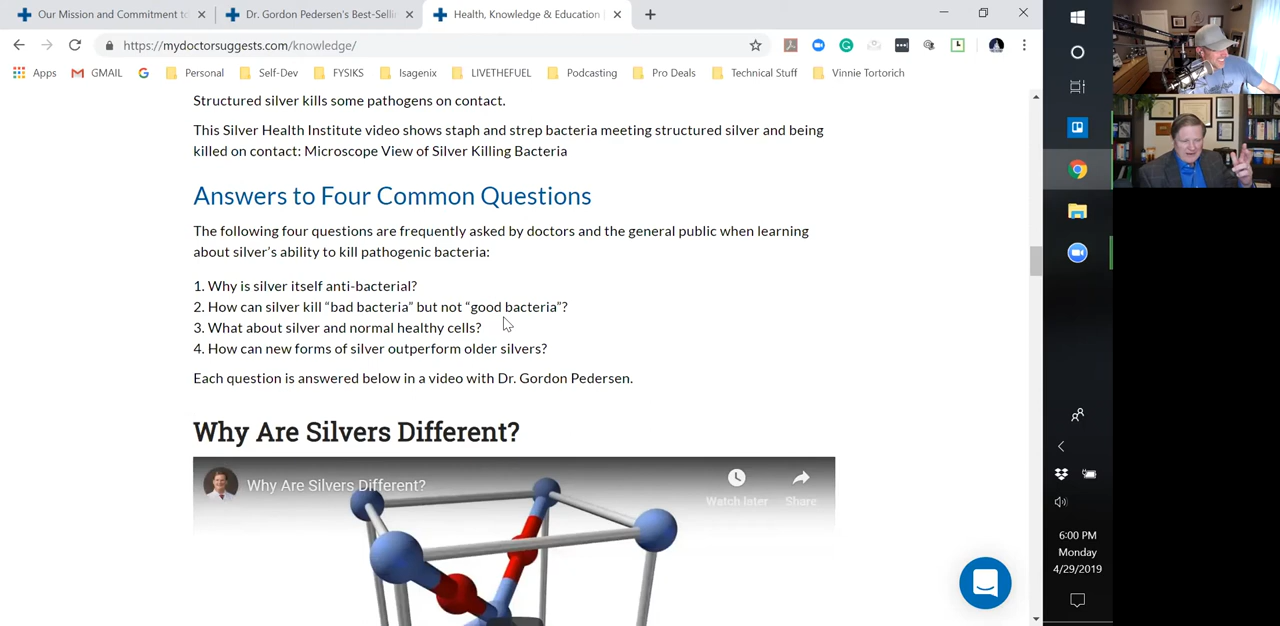 Our Mission and Commitment to
Dr. Gordon Pedersen's Best-Sellin
Health, Knowledge & Education |
https://mydoctorsuggests.com/knowledge/
Apps
GMAIL
Personal
Self-Dev
FYSIKS
Isagenix
LIVETHEFUEL
Podcasting
Pro Deals
Technical Stuff
Vinnie Tortorich
Structured silver kills some pathogens on contact.
This Silver Health Institute video shows staph and strep bacteria meeting structured silver and being
killed on contact: Microscope View of Silver Killing Bacteria
Answers to Four Common Questions
The following four questions are frequently asked by doctors and the general public when learning
about silver's ability to kill pathogenic bacteria:
1. Why is silver itself anti-bacterial?
2. How can silver kill “bad bacteria” but not “good bacteria”?
3. What about silver and normal healthy cells?
4. How can new forms of silver outperform older silvers?
Each question is answered below in a video with Dr. Gordon Pedersen.
Why Are Silvers Different?
Why Are Silvers Different?
Watch later
Share
6:00 PM
Monday
4/29/2019